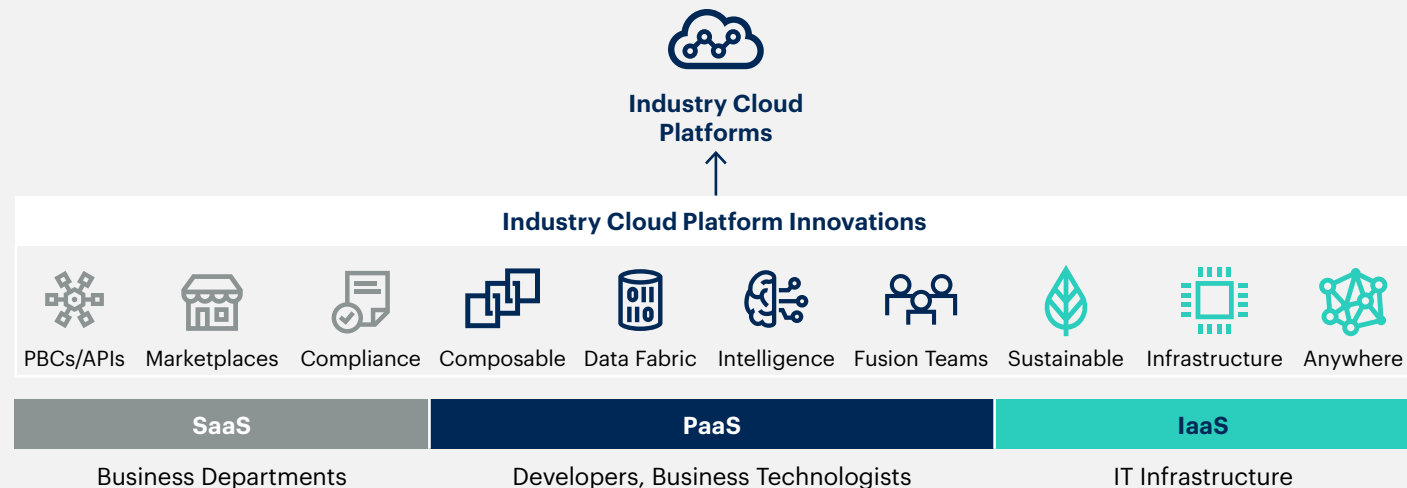 Industry Cloud
Platforms
Industry Cloud Platform Innovations
PBCs/APIs Marketplaces Compliance Composable Data Fabric Intelligence Fusion Teams Sustainable Infrastructure Anywhere
SaaS PaaS IaaS
Business Departments Developers, Business Technologists IT Infrastructure